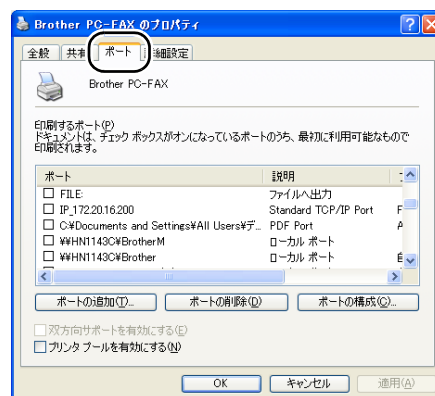 Brother PC-FAX のプロパティ
全般 共有 ポート 詳細設定
Brother PC-FAX
印刷するポート(P)
ドキュメントは、チェック ボックスがオンになっているポートのうち、最初に利用可能なもので
印刷されます。
ポート 説明
FILE: ファイルへ出力
IP_172.20.16.200 Standard TCP/IP Port F
C:¥Documents and Settings¥All Users¥デ... PDF Port A
¥¥HN1143C¥BrotherM ローカル ポート
¥¥HN1143C¥Brother ローカル ポート
ポートの追加(T)... ポートの削除(D) ポートの構成(C)...
双方向サポートを有効にする(E)
プリンタ プールを有効にする(N)
OK キャンセル 適用(A)